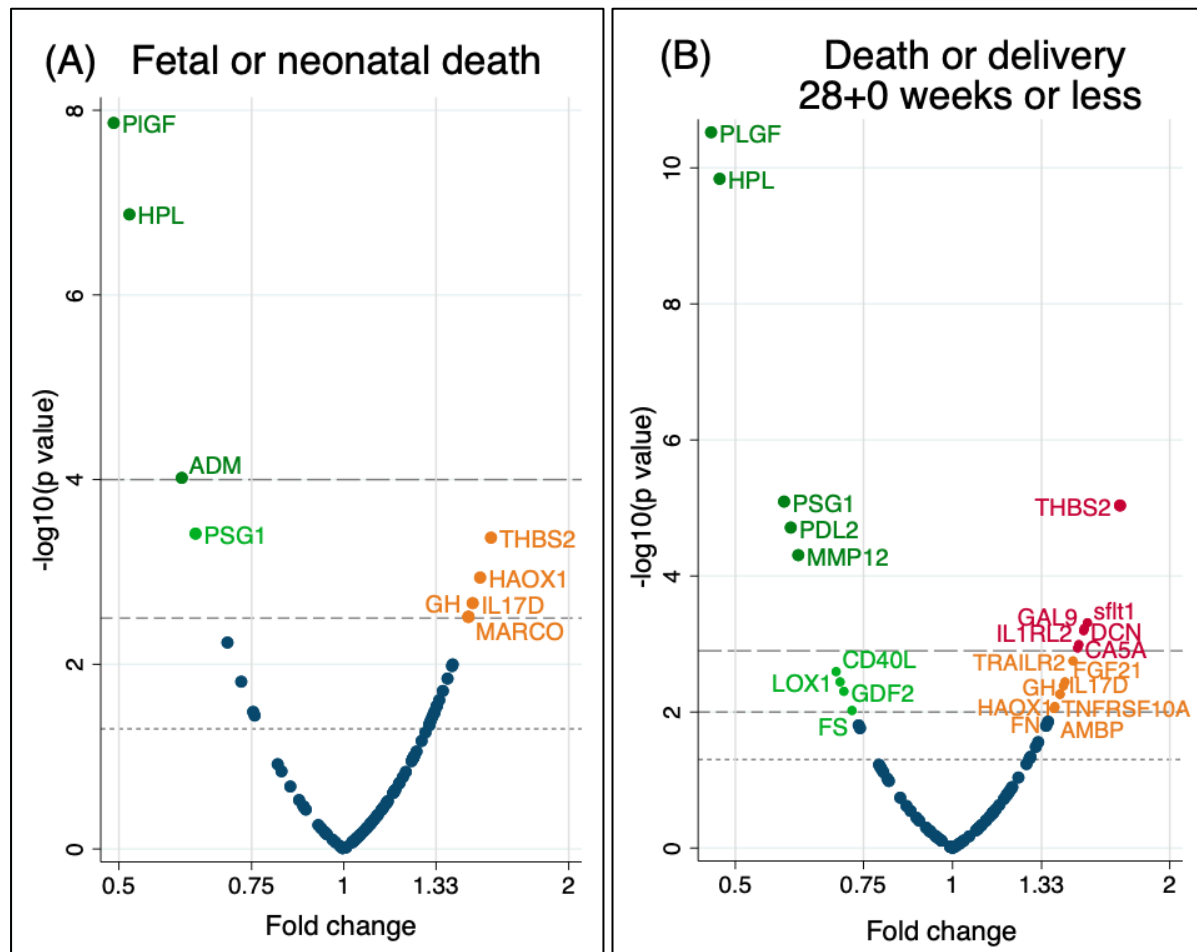 (A) Fetal or neonatal death
8
PlGF
HPL
6
-log10(p value)
ADM
4
PSG1
THBS2
HAOX1
GH
IL17D
MARCO
2
0
0.5 0.75 1 1.33 2
Fold change
(B) Death or delivery
28+0 weeks or less
PLGF
10
HPL
8
-log10(p value)
6
PSG1
THBS2
PDL2
MMP12
4
GAL9
sflt1
IL1RL2
DCN
CA5A
TRAILR2
FGF21
CD40L
LOX1
GDF2
GH
IL17D
HAOX1
TNFRSF10A
2
FS
FN
AMBP
0
0.5 0.75 1 1.33 2
Fold change